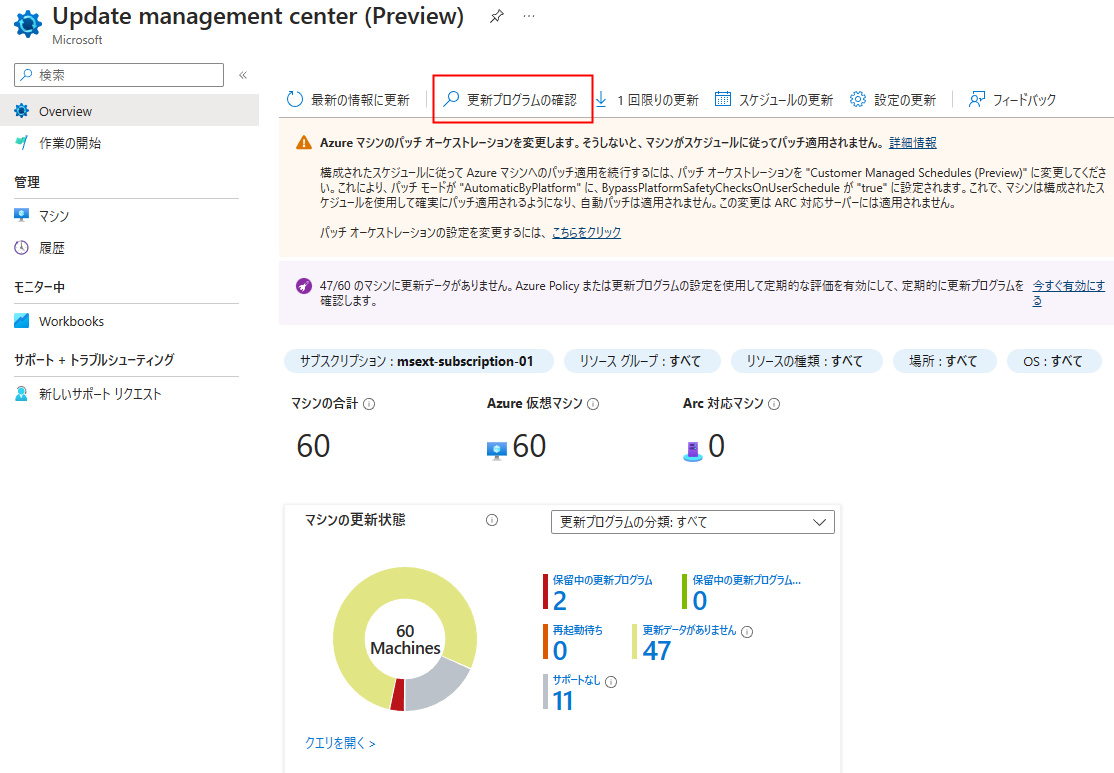 Update management center (Preview)
Microsoft
検索
«
Overview
作業の開始
管理
マシン
履歴
モニター中
Workbooks
サポート + トラブルシューティング
新しいサポート リクエスト
最新の情報に更新
更新プログラムの確認
1 回限りの更新
スケジュールの更新
設定の更新
フィードバック
Azure マシンのパッチ オーケストレーションを変更します。そうしないと、マシンがスケジュールに従ってパッチ適用されません。 詳細情報
構成されたスケジュールに従って Azure マシンへのパッチ適用を続行するには、パッチ オーケストレーションを "Customer Managed Schedules (Preview)" に変更してくださ
い。これにより、パッチ モードが "AutomaticByPlatform" に、BypassPlatformSafetyChecksOnUserSchedule が "true" に設定されます。これで、マシンは構成されたス
ケジュールを使用して確実にパッチ適用されるようになり、自動パッチは適用されません。この変更は ARC 対応サーバーには適用されません。
パッチ オーケストレーションの設定を変更するには、こちらをクリック
47/60 のマシンに更新データがありません。Azure Policy または更新プログラムの設定を使用して定期的な評価を有効にして、定期的に更新プログラムを
確認します。
今すぐ有効にす
る
サブスクリプション : msext-subscription-01
リソース グループ : すべて
リソースの種類 : すべて
場所 : すべて
OS : すべて
マシンの合計
60
Azure 仮想マシン
60
Arc 対応マシン
0
マシンの更新状態
更新プログラムの分類: すべて
60
Machines
保留中の更新プログラム
2
保留中の更新プログラム...
0
再起動待ち
0
更新データがありません
47
サポートなし
11
クエリを開く >